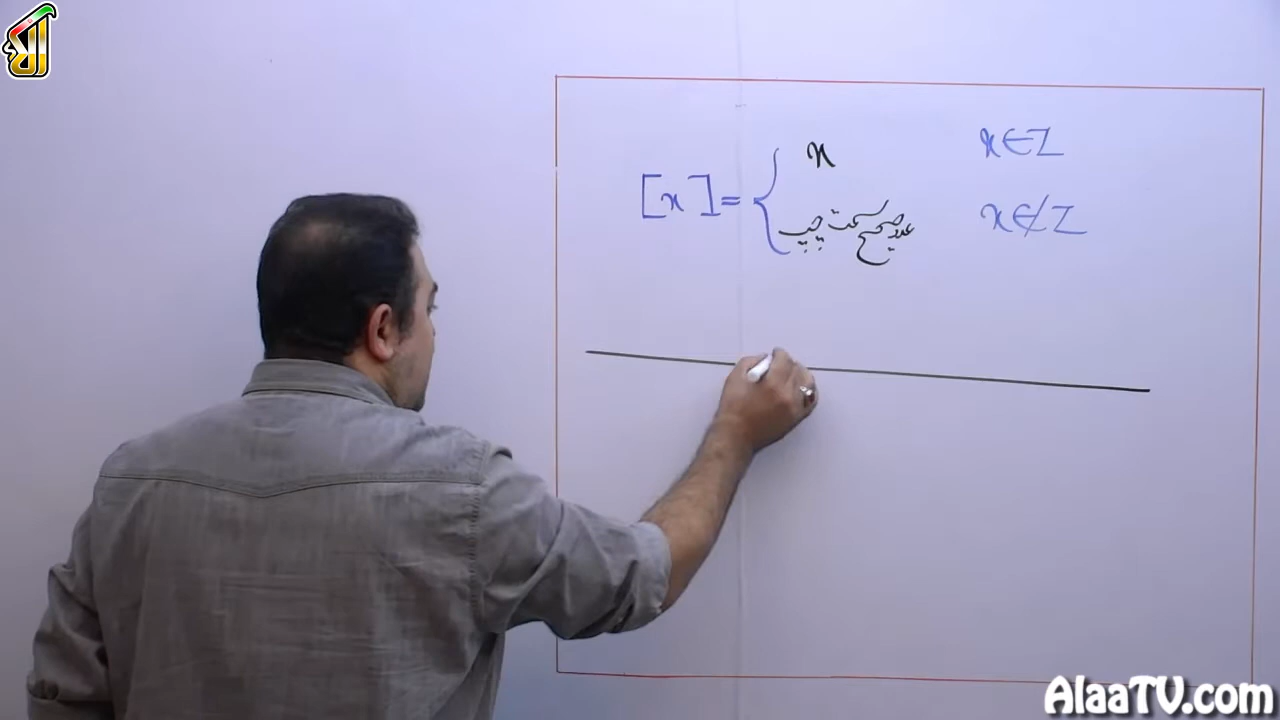 [x] = { x x ∈ Z
عدد صحیح سمت چپ x ∉ Z
AlaaTV.com